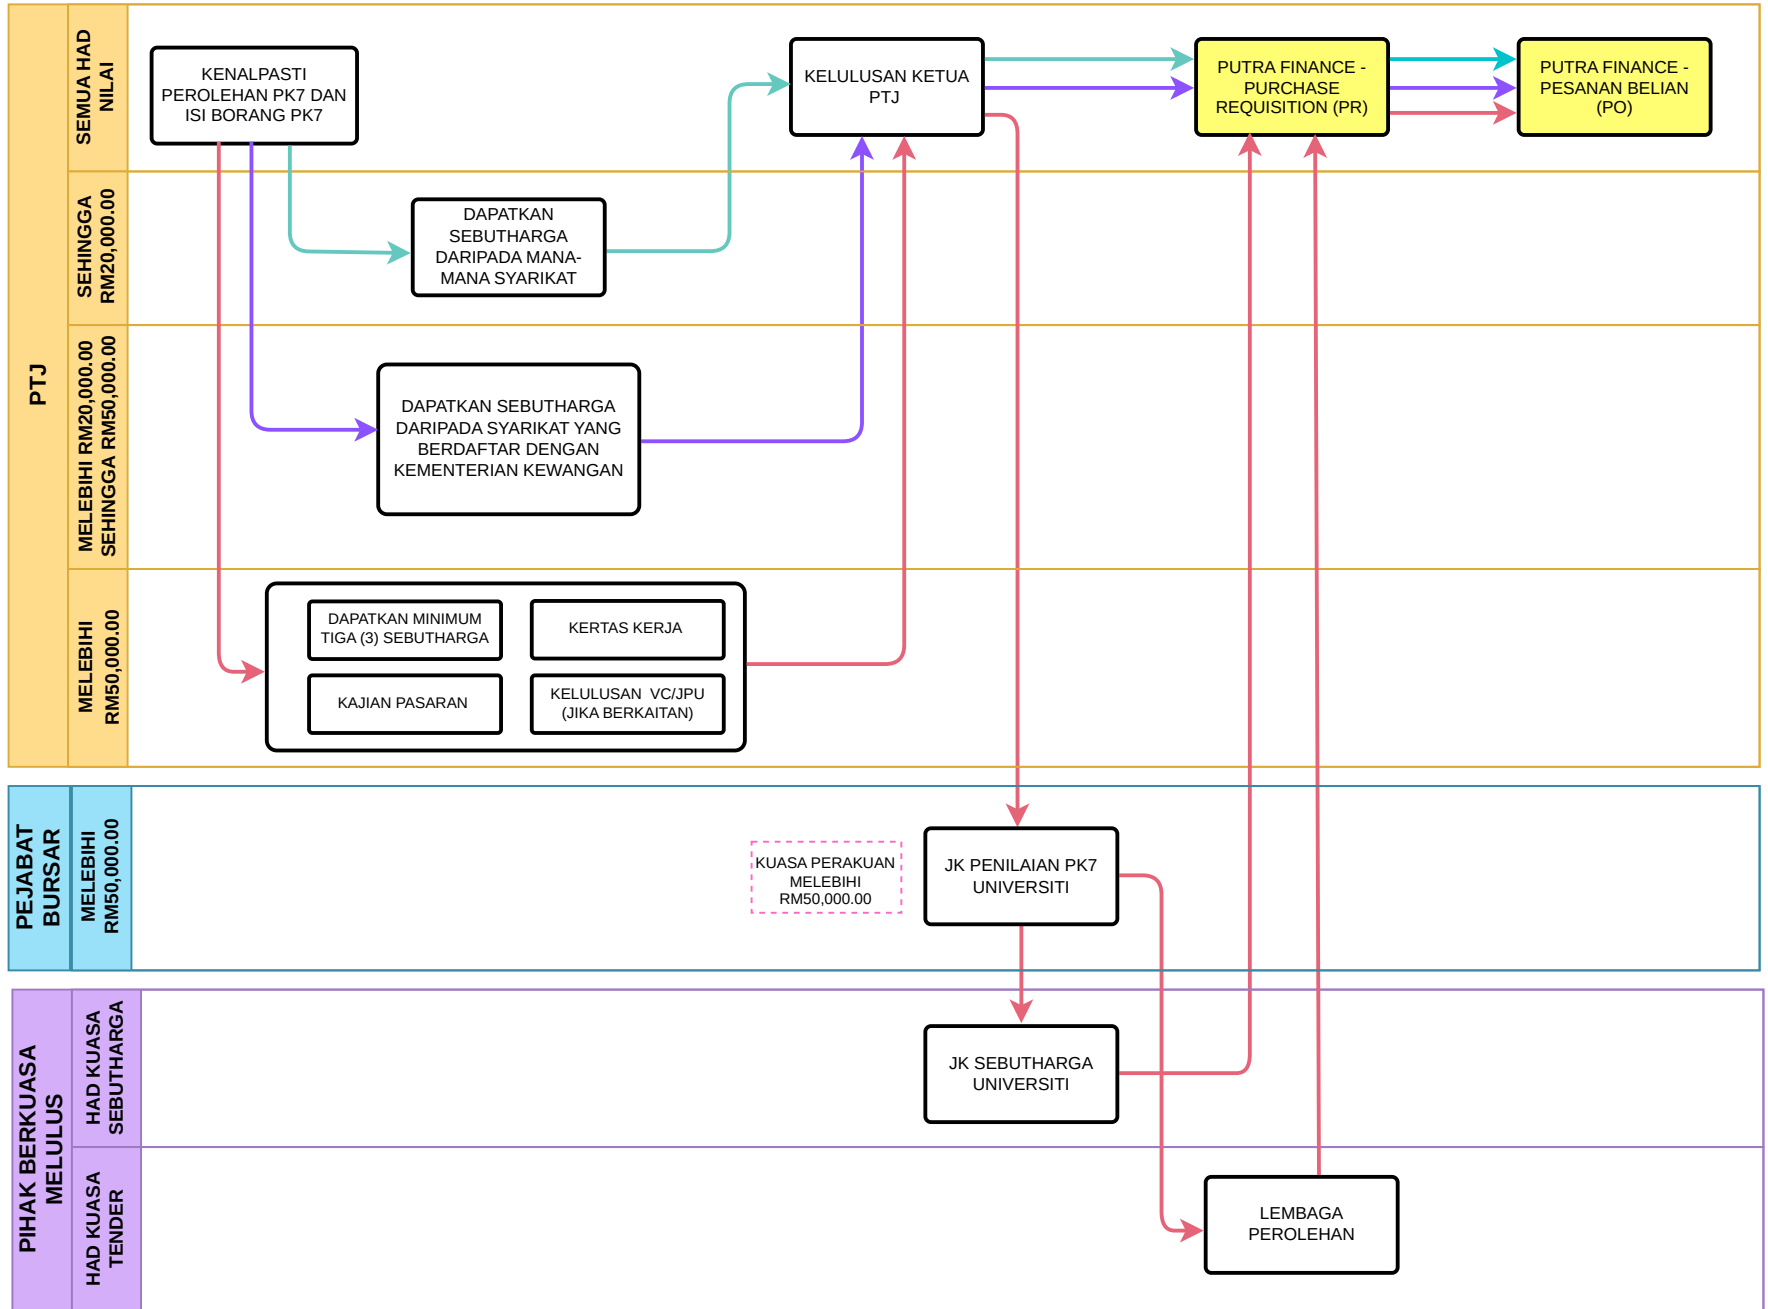 PTJ
SEMUA HAD
NILAI
KENALPASTI
PEROLEHAN PK7 DAN
ISI BORANG PK7
KELULUSAN KETUA
PTJ
PUTRA FINANCE -
PURCHASE
REQUISITION (PR)
PUTRA FINANCE -
PESANAN BELIAN
(PO)
SEHINGGA
RM20,000.00
DAPATKAN
SEBUTHARGA
DARIPADA MANA-
MANA SYARIKAT
MELEBIHI RM20,000.00
SEHINGGA RM50,000.00
DAPATKAN SEBUTHARGA
DARIPADA SYARIKAT YANG
BERDAFTAR DENGAN
KEMENTERIAN KEWANGAN
MELEBIHI
RM50,000.00
DAPATKAN MINIMUM
TIGA (3) SEBUTHARGA
KERTAS KERJA
KAJIAN PASARAN
KELULUSAN  VC/JPU
(JIKA BERKAITAN)
PEJABAT
BURSAR
MELEBIHI
RM50,000.00
KUASA PERAKUAN
MELEBIHI
RM50,000.00
JK PENILAIAN PK7
UNIVERSITI
PIHAK BERKUASA
MELULUS
HAD KUASA
SEBUTHARGA
JK SEBUTHARGA
UNIVERSITI
HAD KUASA
TENDER
LEMBAGA
PEROLEHAN